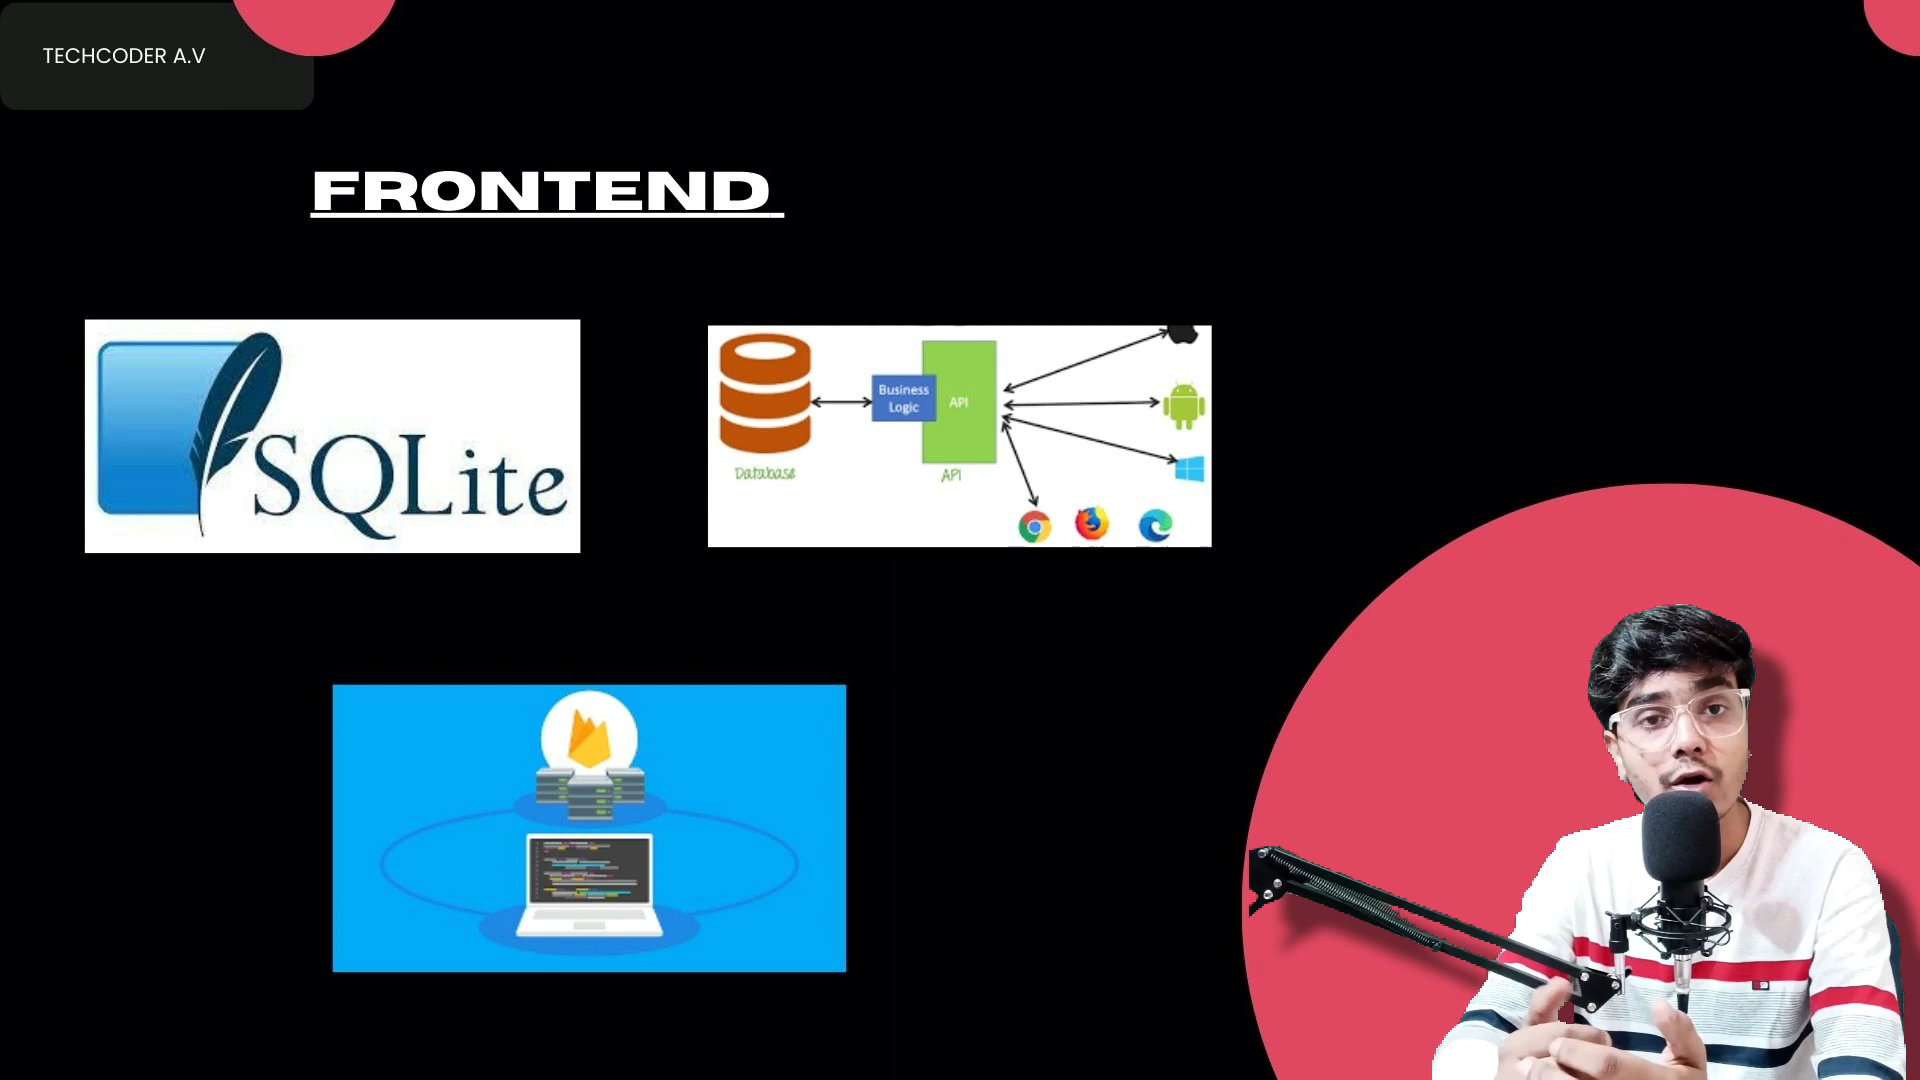 TECHCODER A.V
FRONTEND
SQLite
Business
Logic
API
Database
API